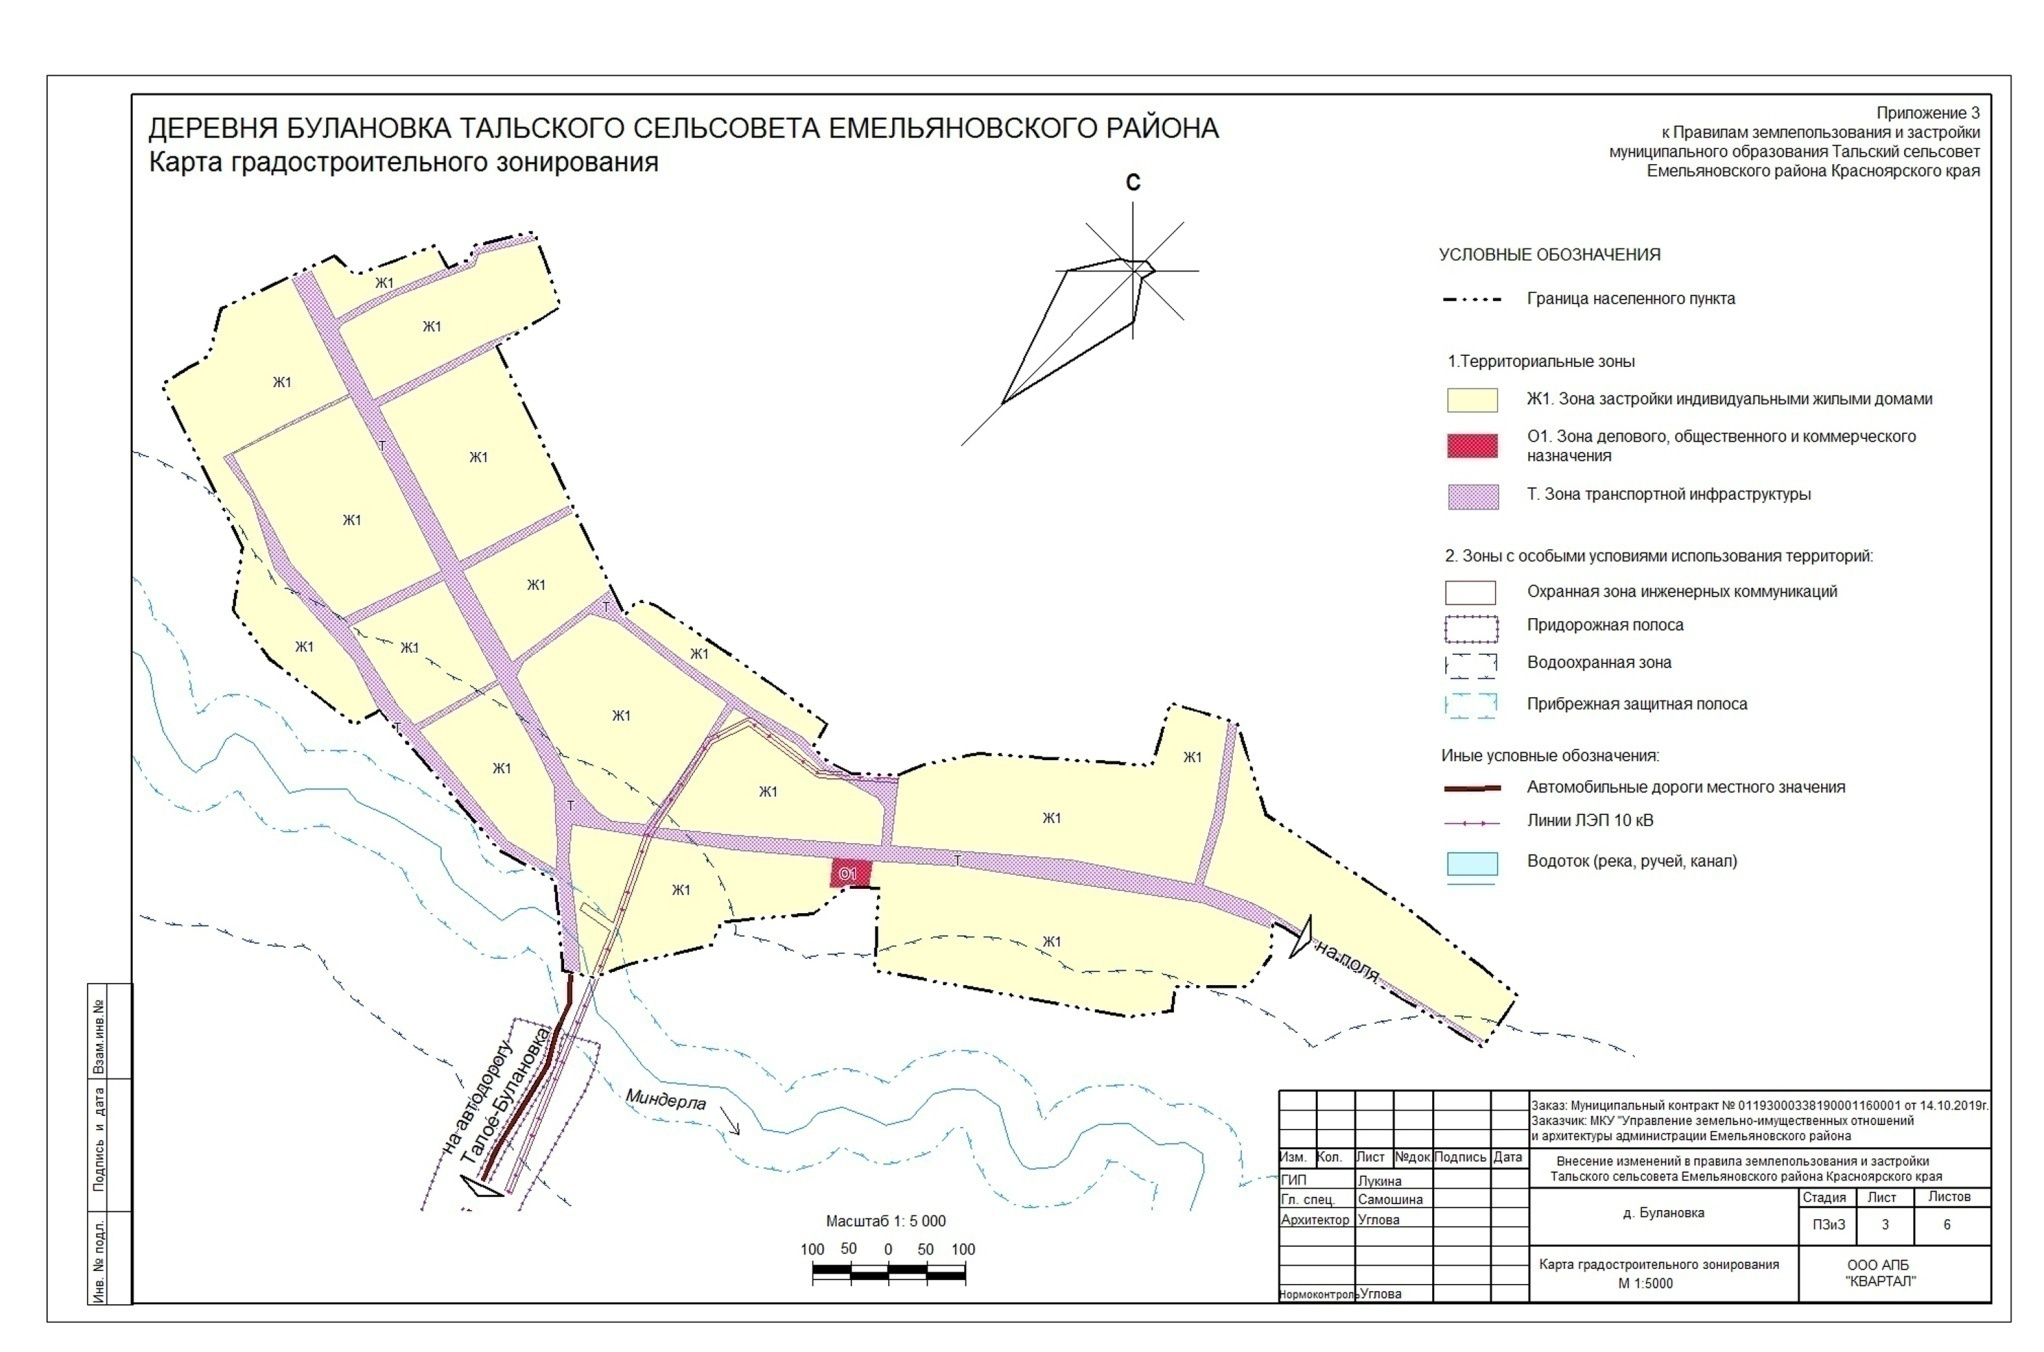 ДЕРЕВНЯ БУЛАНОВКА ТАЛЬСКОГО СЕЛЬСОВЕТА ЕМЕЛЬЯНОВСКОГО РАЙОНА
Карта градостроительного зонирования
Приложение 3
к Правилам землепользования и застройки
муниципального образования Тальский сельсовет
Емельяновского района Красноярского края
С
УСЛОВНЫЕ ОБОЗНАЧЕНИЯ
Граница населенного пункта
1.Территориальные зоны
Ж1. Зона застройки индивидуальными жилыми домами
О1. Зона делового, общественного и коммерческого
назначения
Т. Зона транспортной инфраструктуры
2. Зоны с особыми условиями использования территорий:
Охранная зона инженерных коммуникаций
Придорожная полоса
Водоохранная зона
Прибрежная защитная полоса
Иные условные обозначения:
Автомобильные дороги местного значения
Линии ЛЭП 10 кВ
Водоток (река, ручей, канал)
Ж1
Ж1
Ж1
Т
Ж1
Ж1
Ж1
Т
Ж1
Ж1
Ж1
Ж1
Т
Ж1
Ж1
Ж1
Т
Ж1
Ж1
Т
О1
Ж1
Ж1
на поля
на автодорогу
Талое-Булановка
Миндерла
Масштаб 1: 5 000
100 50 0 50 100
Взам.инв.№
Подпись и дата
Инв. № подл.
Заказ: Муниципальный контракт № 01193000338190001160001 от 14.10.2019г.
Заказчик: МКУ "Управление земельно-имущественных отношений
и архитектуры администрации Емельяновского района
Изм. Кол. Лист №док Подпись Дата
Внесение изменений в правила землепользования и застройки
Тальского сельсовета Емельяновского района Красноярского края
ГИП Лукина
Гл. спец. Самошина
Архитектор Углова
д. Булановка
Стадия Лист Листов
ПЗиЗ 3 6
Карта градостроительного зонирования
М 1:5000
ООО АПБ
"КВАРТАЛ"
Нормоконтроль Углова